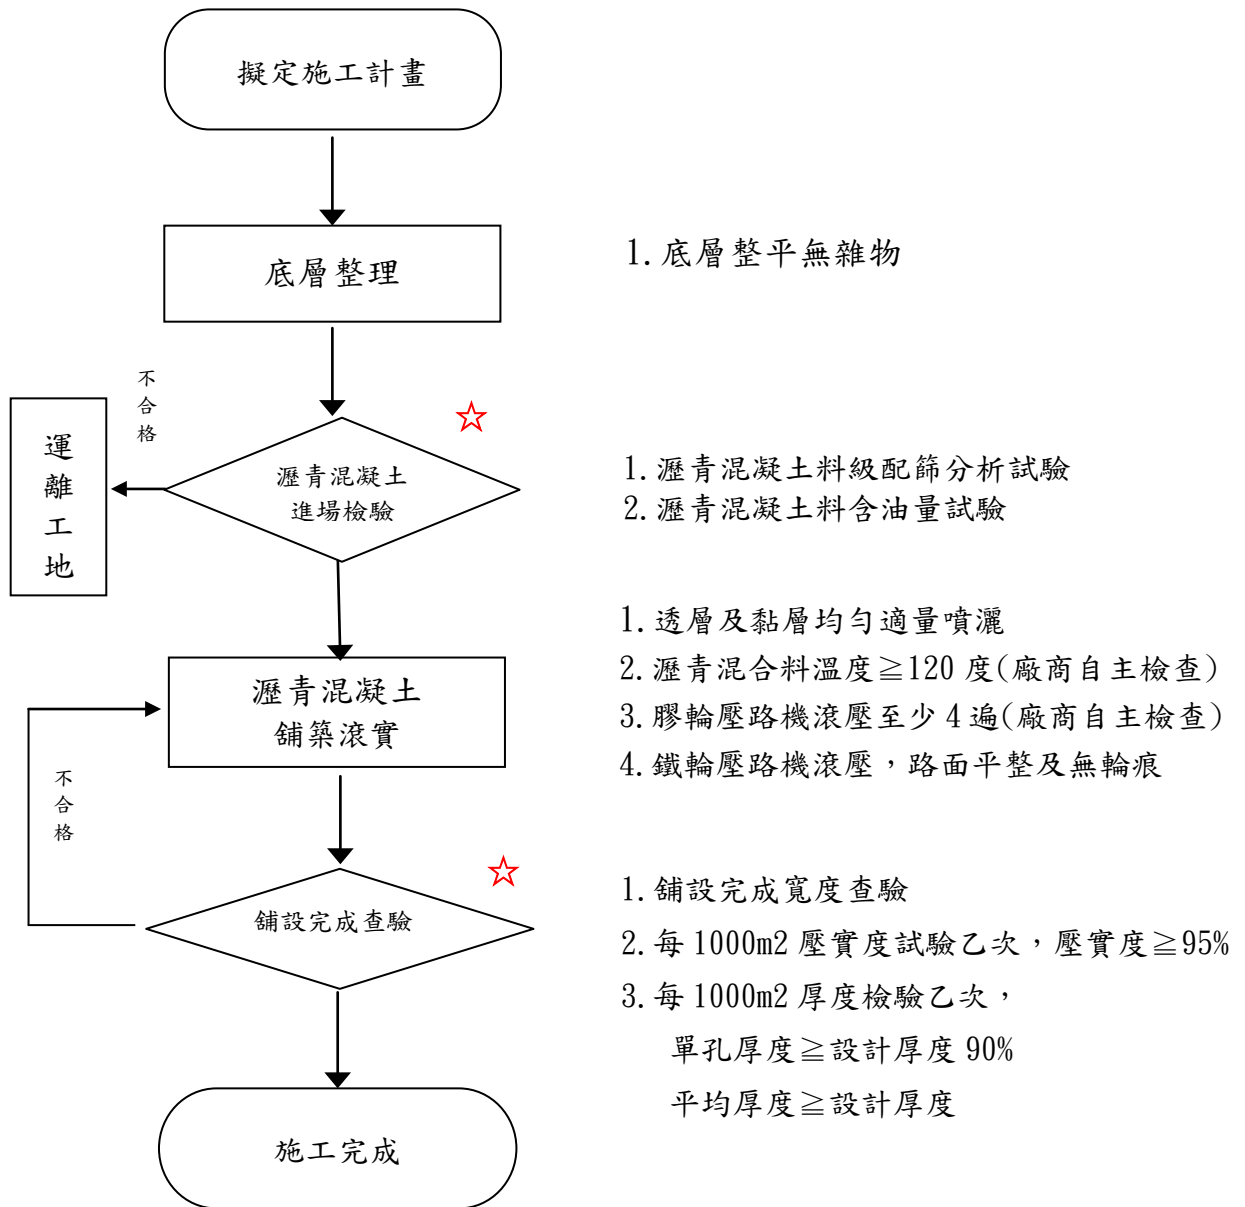 擬定施工計畫
底層整理
1.底層整平無雜物
不合格
運離工地
☆
瀝青混凝土
進場檢驗
1.瀝青混凝土料級配篩分析試驗
2.瀝青混凝土料含油量試驗
瀝青混凝土
舖築滾實
1.透層及黏層均勻適量噴灑
2.瀝青混合料溫度≧120度(廠商自主檢查)
3.膠輪壓路機滾壓至少4遍(廠商自主檢查)
4.鐵輪壓路機滾壓，路面平整及無輪痕
不合格
☆
舖設完成查驗
1.舖設完成寬度查驗
2.每1000m2壓實度試驗乙次，壓實度≧95%
3.每1000m2厚度檢驗乙次，
單孔厚度≧設計厚度90%
平均厚度≧設計厚度
施工完成